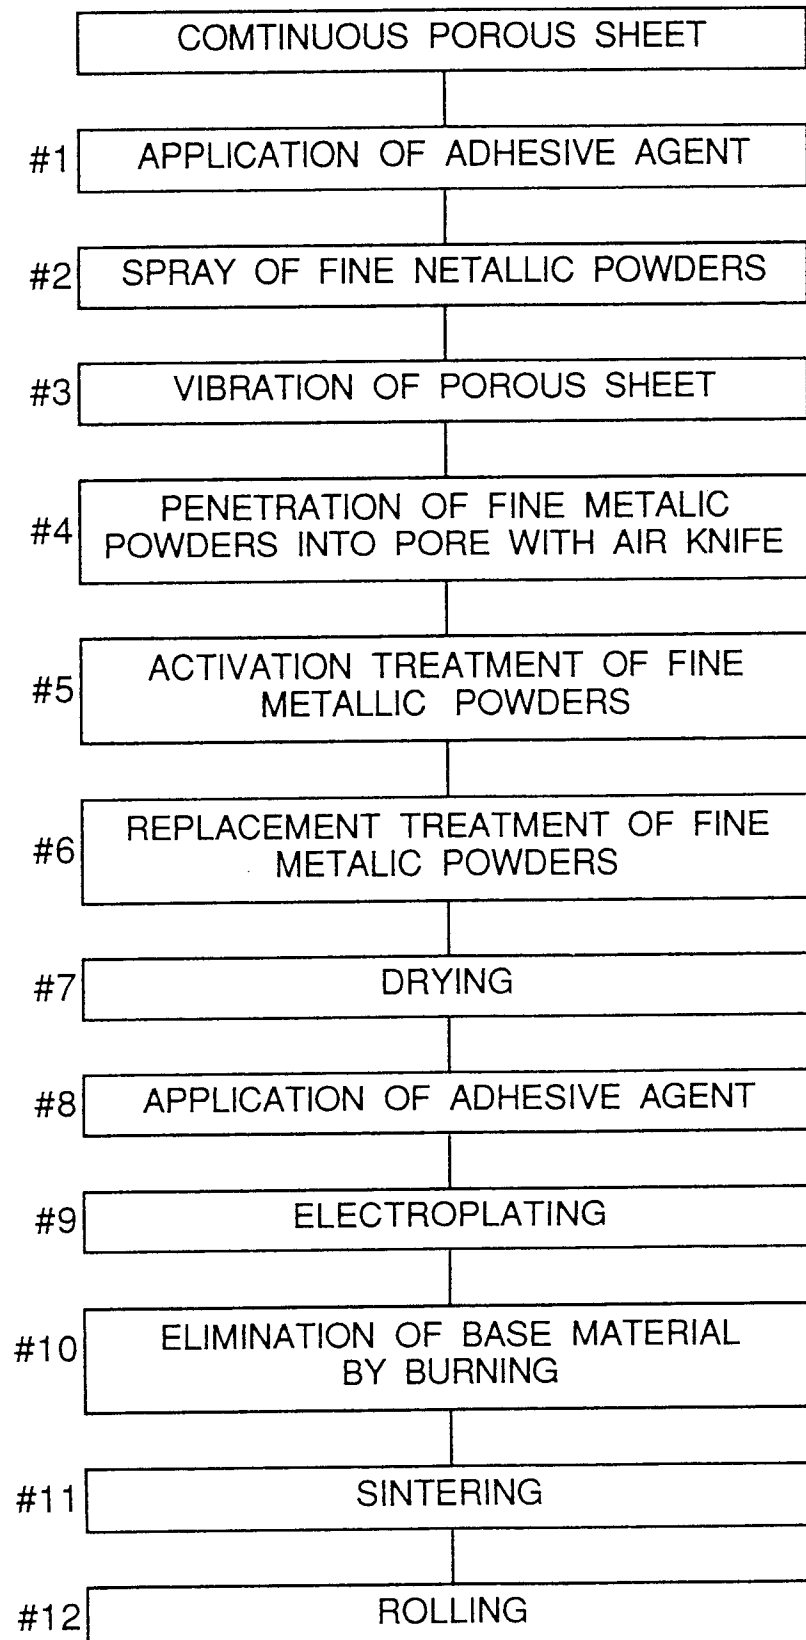 COMTINUOUS POROUS SHEET
#1 APPLICATION OF ADHESIVE AGENT
#2 SPRAY OF FINE NETALLIC POWDERS
#3 VIBRATION OF POROUS SHEET
#4 PENETRATION OF FINE METALIC
POWDERS INTO PORE WITH AIR KNIFE
#5 ACTIVATION TREATMENT OF FINE
METALLIC POWDERS
#6 REPLACEMENT TREATMENT OF FINE
METALIC POWDERS
#7 DRYING
#8 APPLICATION OF ADHESIVE AGENT
#9 ELECTROPLATING
#10 ELIMINATION OF BASE MATERIAL
BY BURNING
#11 SINTERING
#12 ROLLING